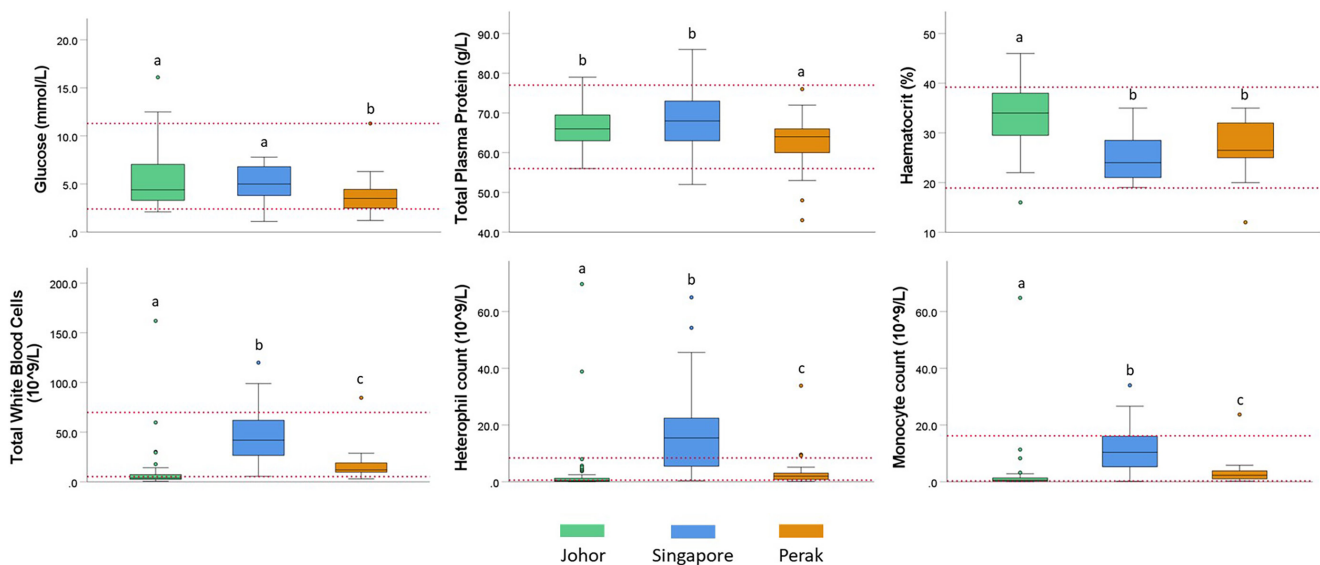 Glucose (mmol/L)
20.0
15.0
10.0
5.0
.0
a
a
b
Total Plasma Protein (g/L)
90.0
80.0
70.0
60.0
50.0
40.0
b
b
a
Haematocrit (%)
50
40
30
20
10
a
b
b
Total White Blood Cells
(10^9/L)
200.0
150.0
100.0
50.0
.0
a
b
c
Heterophil count (10^9/L)
60.0
40.0
20.0
.0
a
b
c
Monocyte count (10^9/L)
60.0
40.0
20.0
.0
a
b
c
Johor
Singapore
Perak